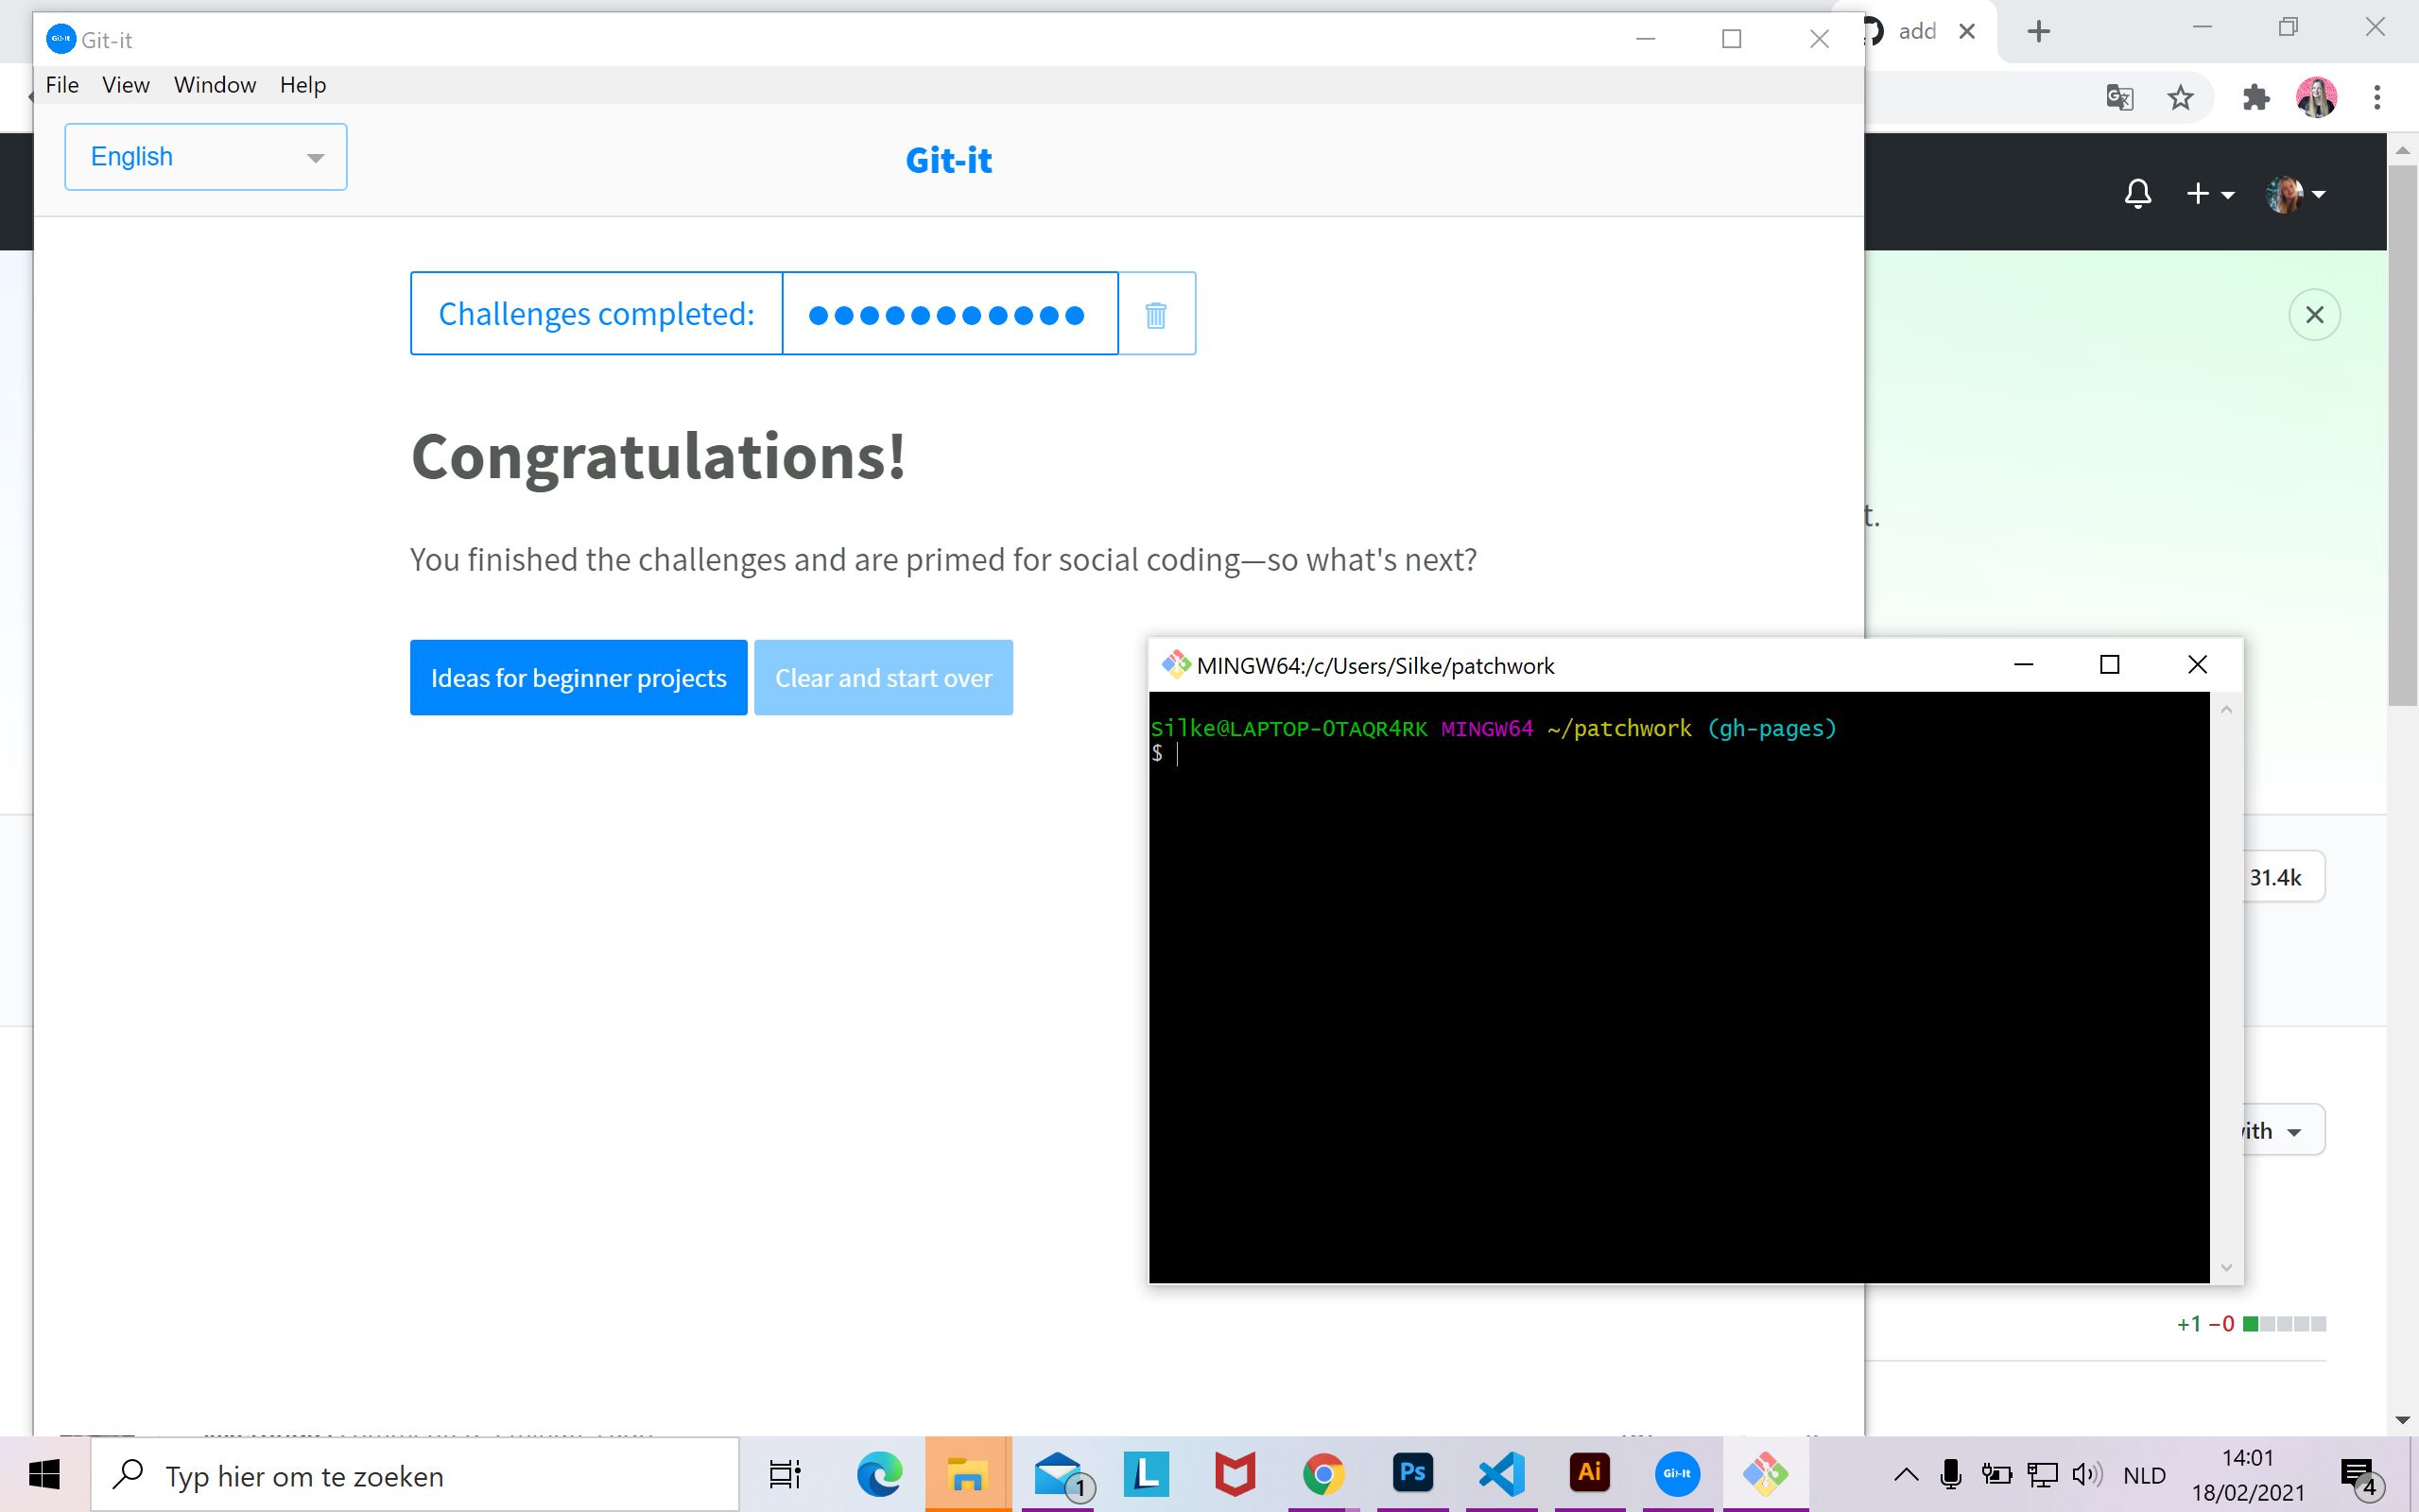 Git-it
add
File View Window Help
English
Git-it
Challenges completed:
Congratulations!
You finished the challenges and are primed for social coding—so what's next?
t.
Ideas for beginner projects
Clear and start over
MINGW64:/c/Users/Silke/patchwork
Silke@LAPTOP-OTAQR4RK MINGW64 ~/patchwork (gh-pages)
$
31.4k
ith
+1 −0
Typ hier om te zoeken
1
L
Ps
Ai
Git-It
NLD
14:01
18/02/2021
4